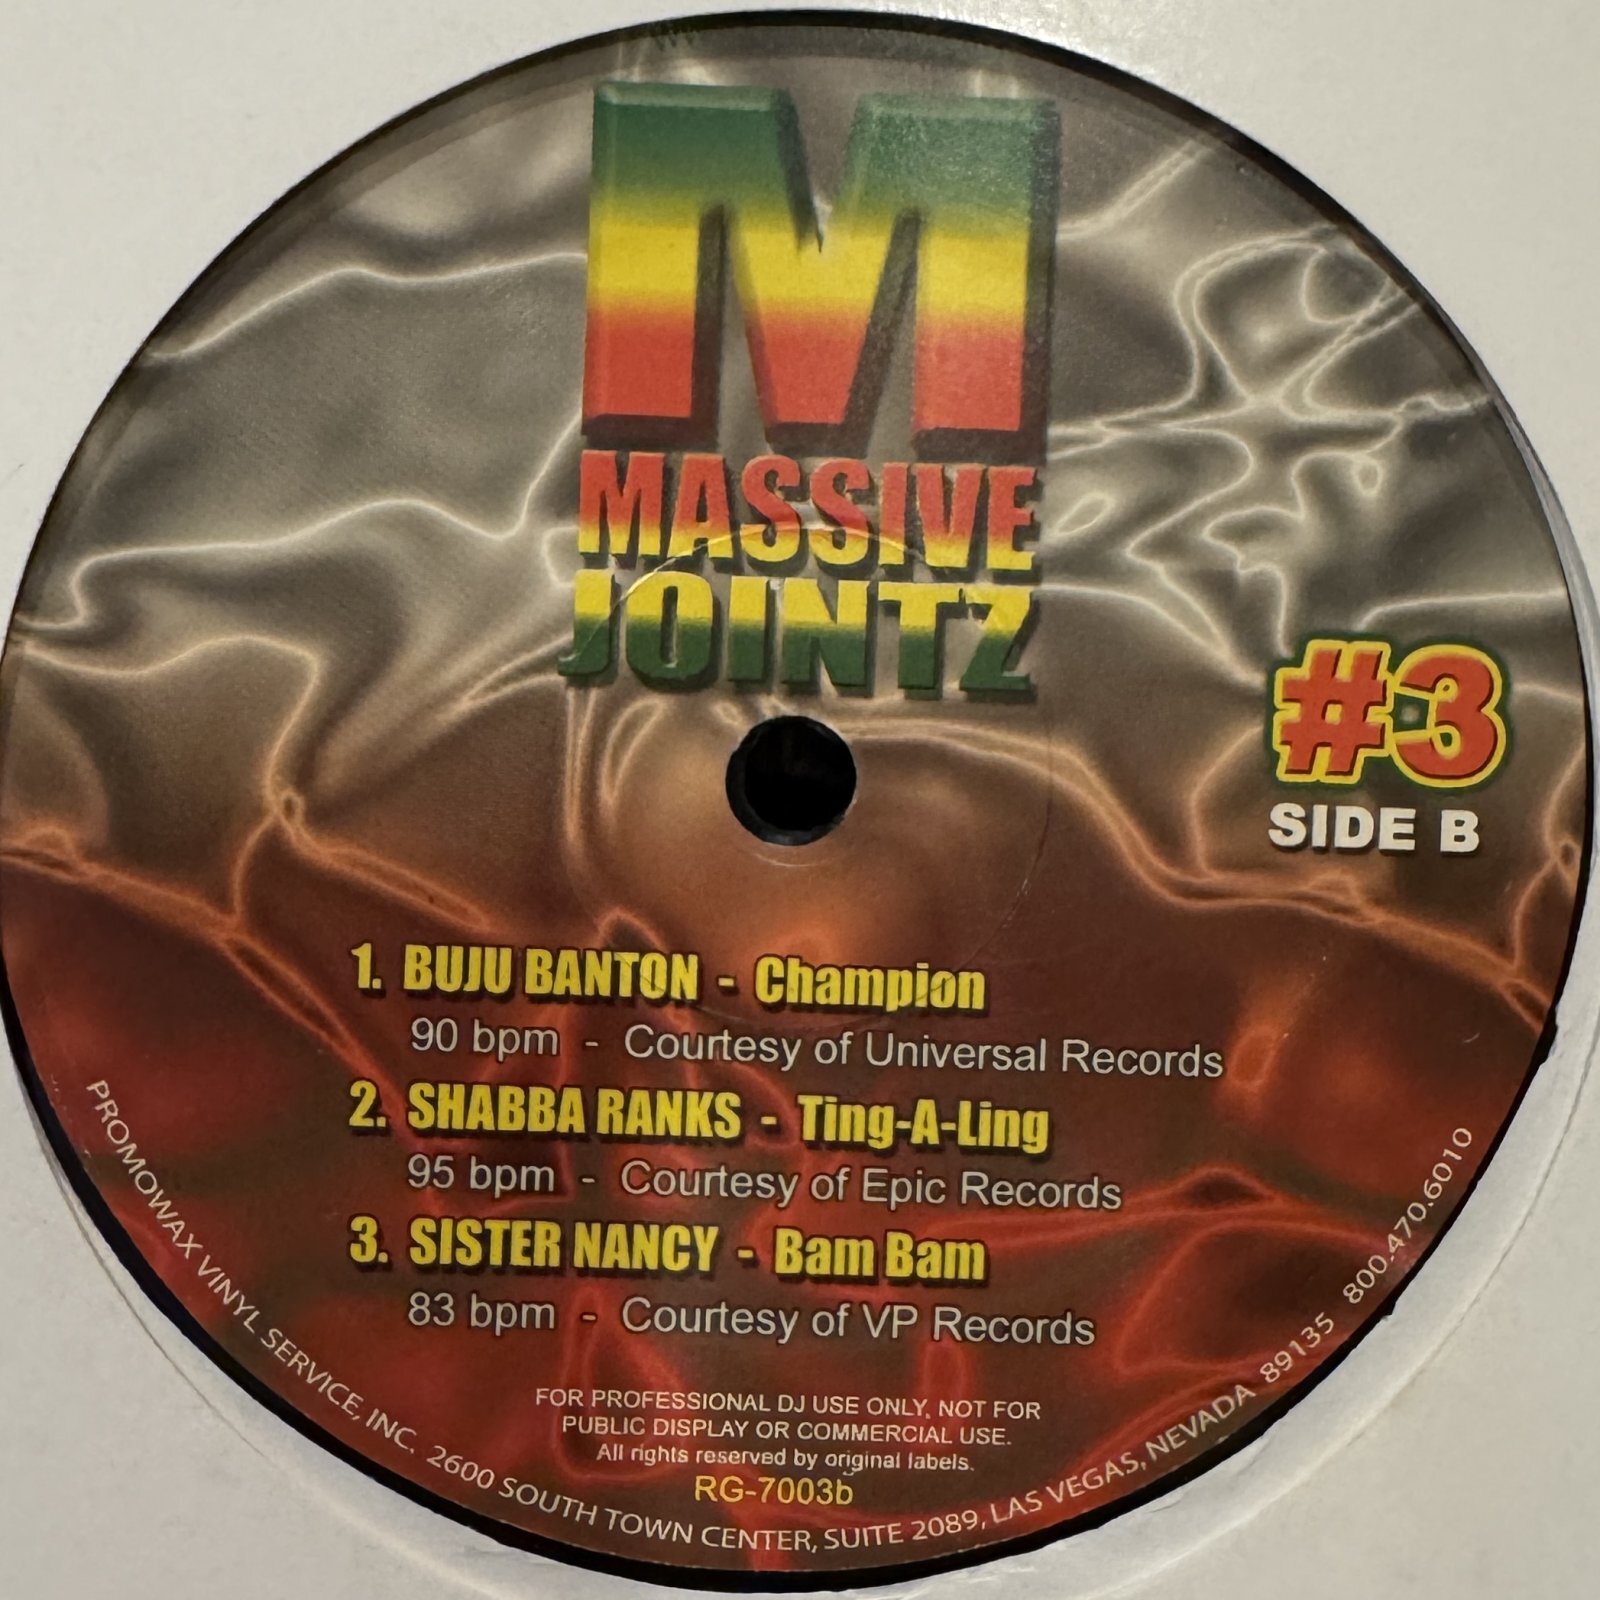 M
MASSIVE
JOINTZ
#3
SIDE B
1. BUJU BANTON - Champion
90 bpm - Courtesy of Universal Records
2. SHABBA RANKS - Ting-A-Ling
95 bpm - Courtesy of Epic Records
3. SISTER NANCY - Bam Bam
83 bpm - Courtesy of VP Records
FOR PROFESSIONAL DJ USE ONLY, NOT FOR
PUBLIC DISPLAY OR COMMERCIAL USE.
All rights reserved by original labels.
RG-7003b
PROMOWAX VINYL SERVICE, INC. 2600 SOUTH TOWN CENTER, SUITE 2089, LAS VEGAS, NEVADA 89135 800.470.6010